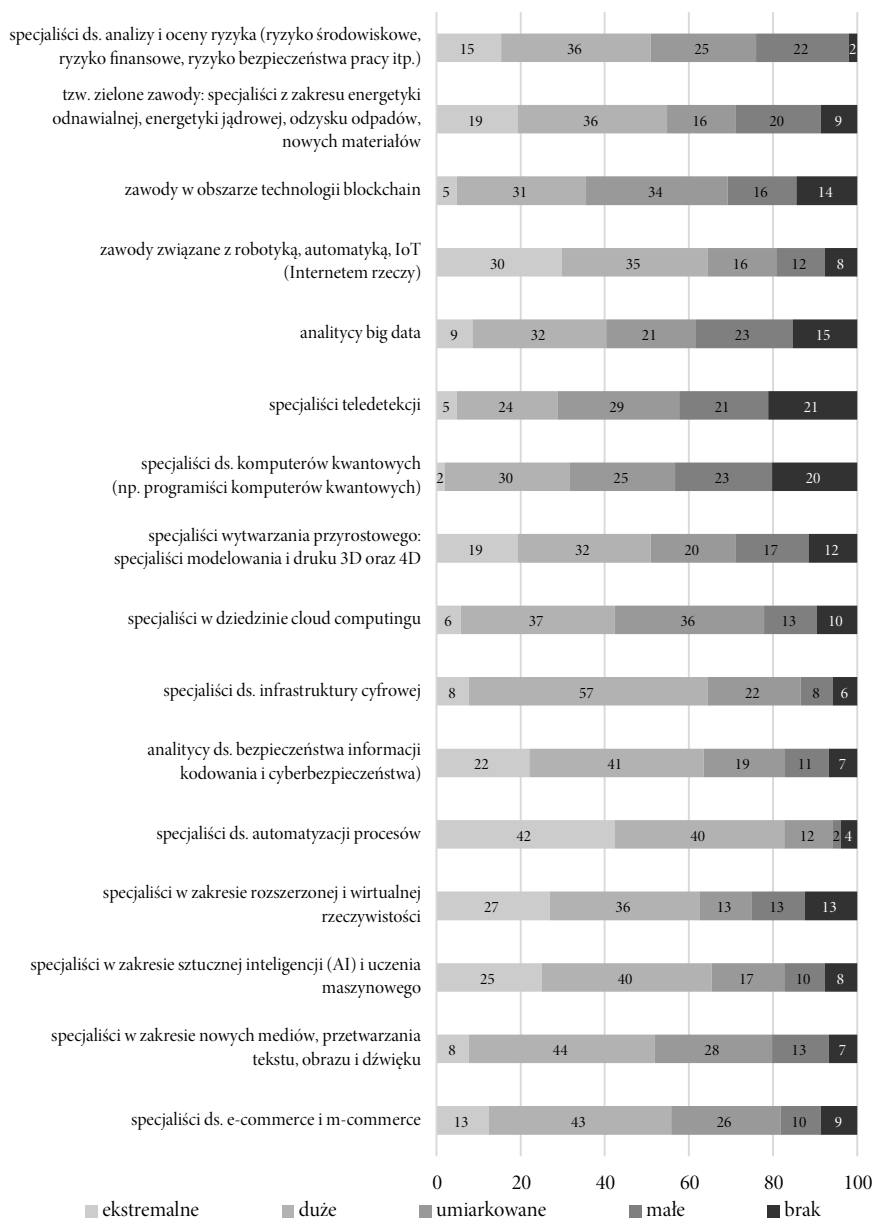 specjaliści ds. analizy i oceny ryzyka (ryzyko środowiskowe,
ryzyko finansowe, ryzyko bezpieczeństwa pracy itp.)
15 36 25 22 2
tzw. zielone zawody: specjaliści z zakresu energetyki
odnawialnej, energetyki jądrowej, odzysku odpadów,
nowych materiałów
19 36 16 20 9
zawody w obszarze technologii blockchain
5 31 34 16 14
zawody związane z robotyką, automatyką, IoT
(Internetem rzeczy)
30 35 16 12 8
analitycy big data
9 32 21 23 15
specjaliści teledetekcji
5 24 29 21 21
specjaliści ds. komputerów kwantowych
(np. programiści komputerów kwantowych)
2 30 25 23 20
specjaliści wytwarzania przyrostowego:
specjaliści modelowania i druku 3D oraz 4D
19 32 20 17 12
specjaliści w dziedzinie cloud computingu
6 37 36 13 10
specjaliści ds. infrastruktury cyfrowej
8 57 22 8 6
analitycy ds. bezpieczeństwa informacji
kodowania i cyberbezpieczeństwa)
22 41 19 11 7
specjaliści ds. automatyzacji procesów
42 40 12 2 4
specjaliści w zakresie rozszerzonej i wirtualnej
rzeczywistości
27 36 13 13 13
specjaliści w zakresie sztucznej inteligencji (AI) i uczenia
maszynowego
25 40 17 10 8
specjaliści w zakresie nowych mediów, przetwarzania
tekstu, obrazu i dźwięku
8 44 28 13 7
specjaliści ds. e-commerce i m-commerce
13 43 26 10 9
0 20 40 60 80 100
ekstremalne duże umiarkowane małe brak